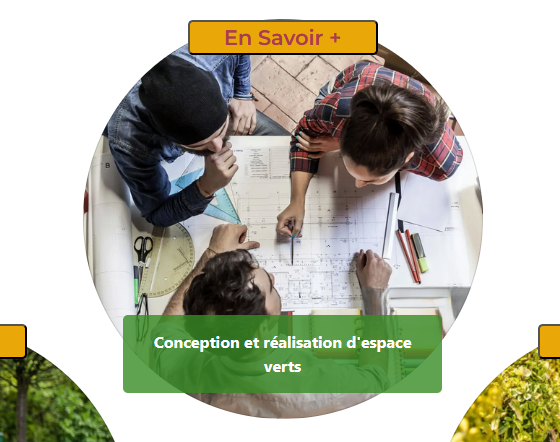 En Savoir +
Conception et réalisation d'espace
verts